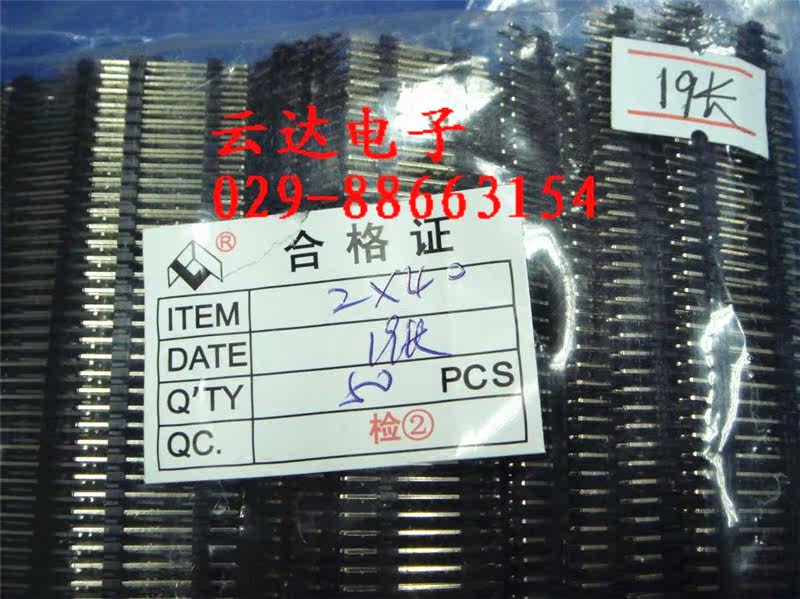 19长
云达电子
029-88663154
®
合格证
ITEM 2X40
DATE 19长
Q'TY 50 PCS
QC. 检②